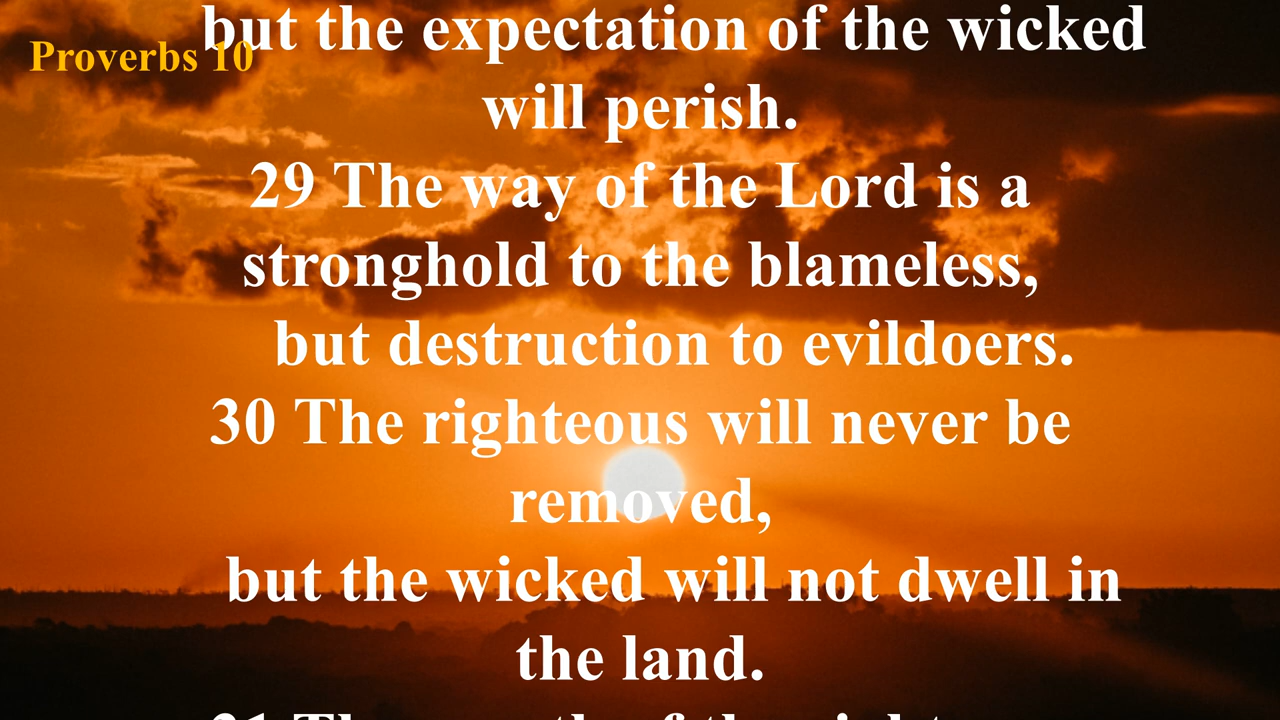 but the expectation of the wicked
Proverbs 10
will perish.
29 The way of the Lord is a
stronghold to the blameless,
but destruction to evildoers.
30 The righteous will never be
removed,
but the wicked will not dwell in
the land.